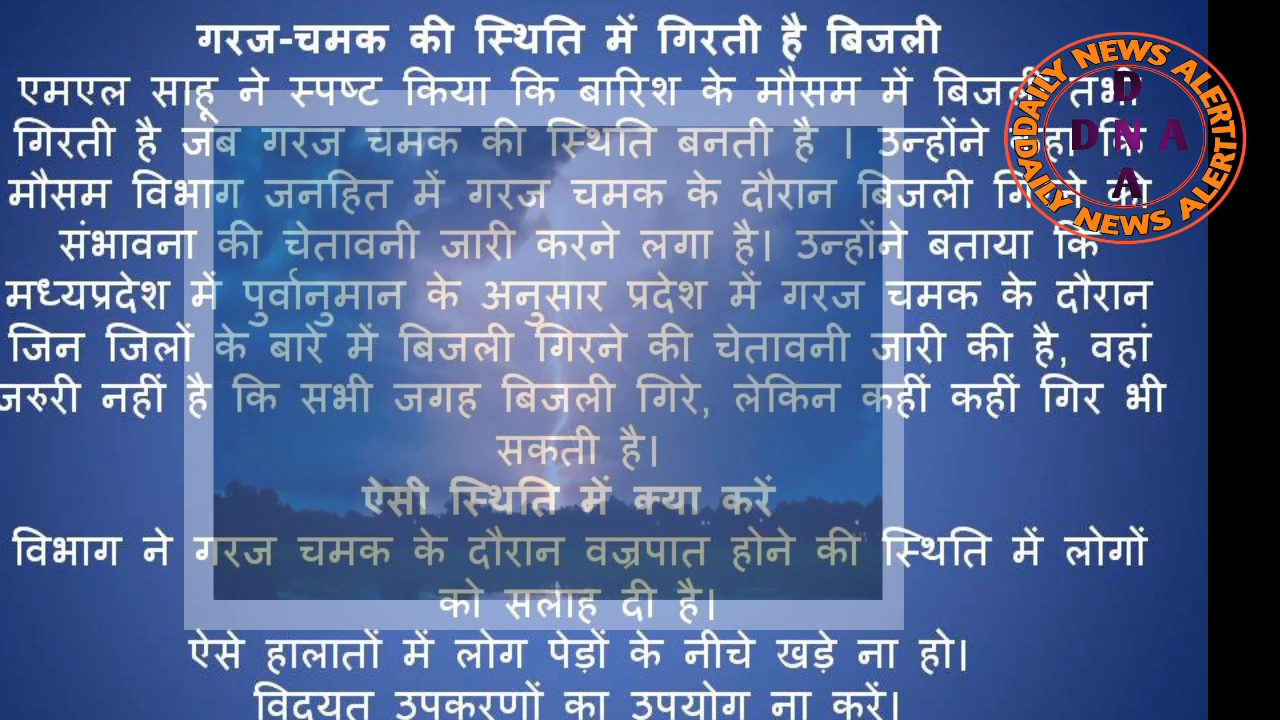 गरज-चमक की स्थिति में गिरती है बिजली
एमएल साहू ने स्पष्ट किया कि बारिश के मौसम में बिजली तभी
गिरती है जब गरज चमक की स्थिति बनती है । उन्होंने कहा कि
मौसम विभाग जनहित में गरज चमक के दौरान बिजली गिरने की
संभावना की चेतावनी जारी करने लगा है। उन्होंने बताया कि
मध्यप्रदेश में पुर्वानुमान के अनुसार प्रदेश में गरज चमक के दौरान
जिन जिलों के बारे में बिजली गिरने की चेतावनी जारी की है, वहां
जरुरी नहीं है कि सभी जगह बिजली गिरे, लेकिन कहीं कहीं गिर भी
सकती है।
ऐसी स्थिति में क्या करें
विभाग ने गरज चमक के दौरान वज्रपात होने की स्थिति में लोगों
को सलाह दी है।
ऐसे हालातों में लोग पेड़ों के नीचे खड़े ना हो।
विद्युत उपकरणों का उपयोग ना करें।
DAILY NEWS ALERT!
D
DNA
A
DAILY NEWS ALERT!